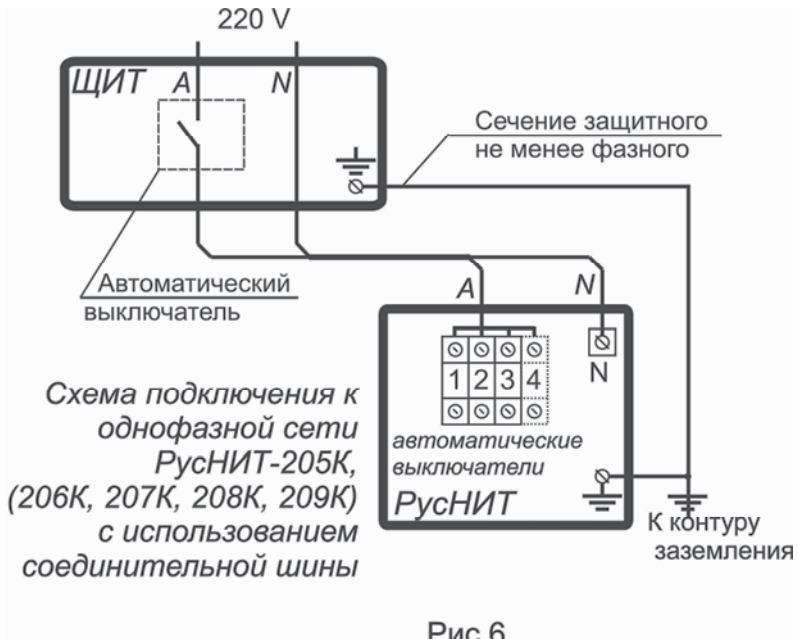 220 V
ЩИТ
A
N
Сечение защитного
не менее фазного
Автоматический
выключатель
A
N
1 2 3 4
N
автоматические
выключатели
РусНИТ
К контуру
заземления
Схема подключения к
однофазной сети
РусНИТ-205К,
(206К, 207К, 208К, 209К)
с использованием
соединительной шины
Рис.6